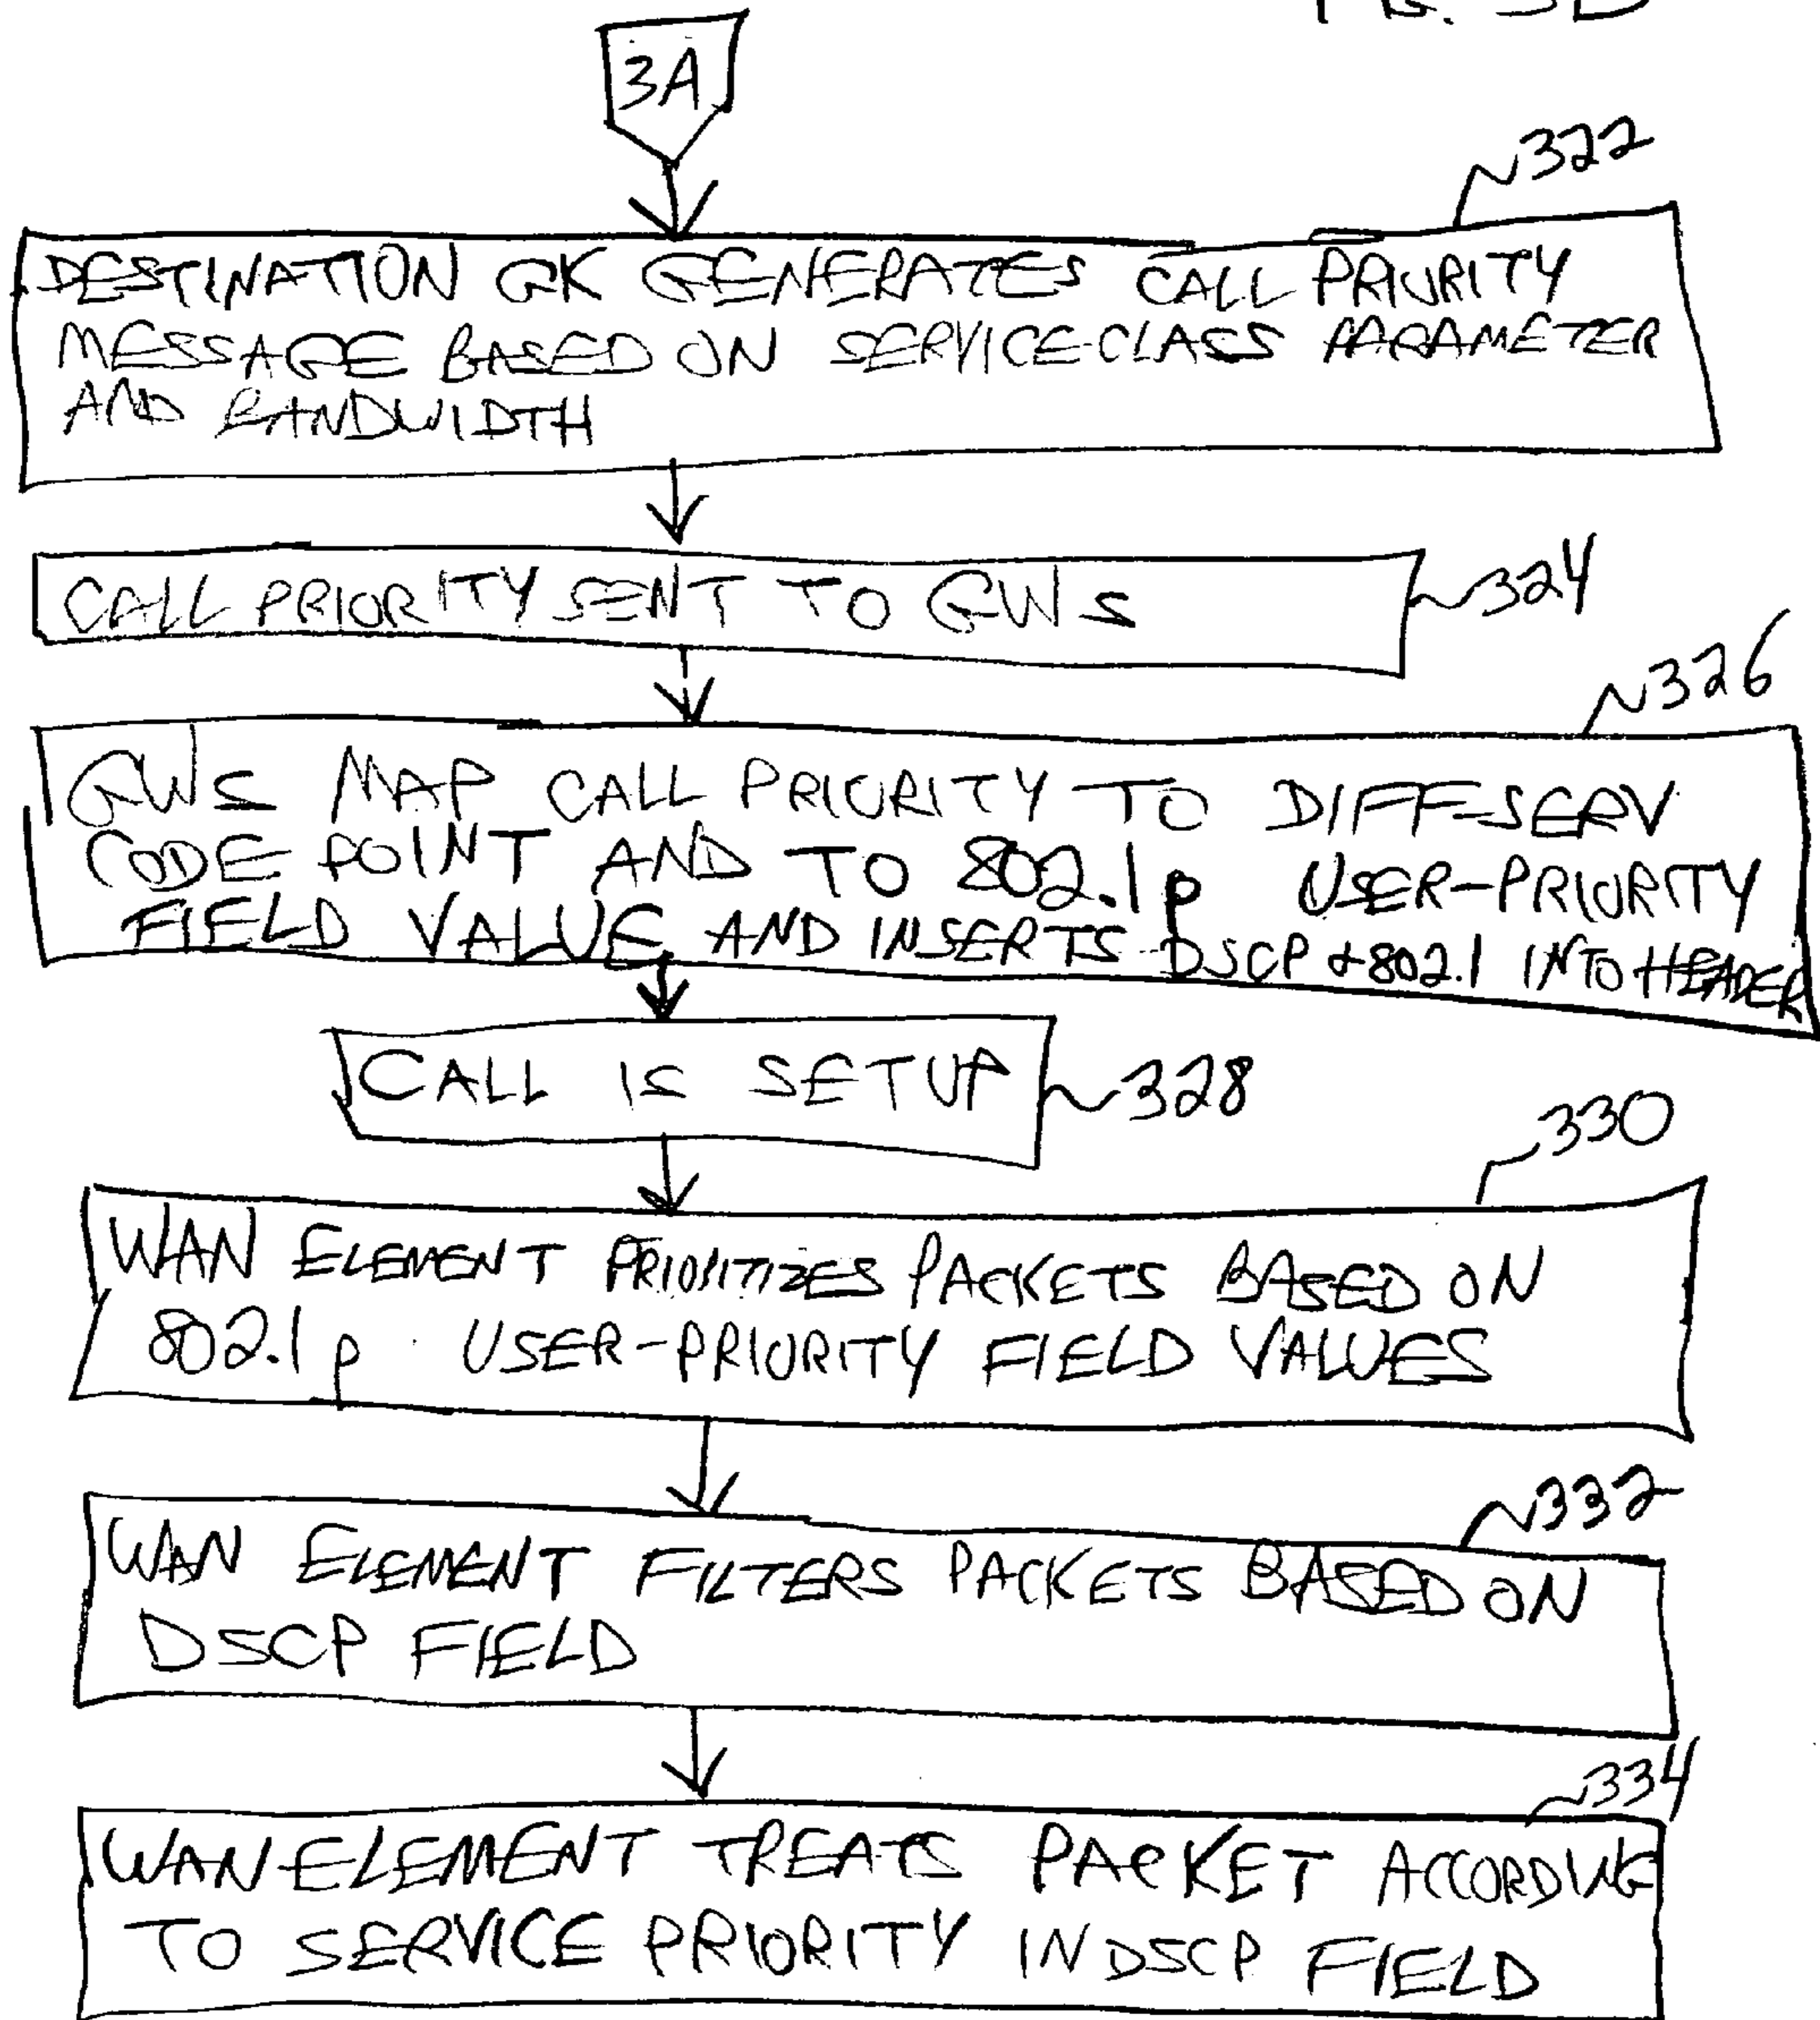 3A
322
DESTINATION GK GENERATES CALL PRIORITY
MESSAGE BASED ON SERVICE-CLASS PARAMETER
AND BANDWIDTH
CALL PRIORITY SENT TO GWS
324
326
GWS MAP CALL PRIORITY TO DIFF-SERV
CODE POINT AND TO 802.1p USER-PRIORITY
FIELD VALUE AND INSERTS DSCP & 802.1 INTO HEADER
CALL IS SETUP
328
330
WAN ELEMENT PRIORITIZES PACKETS BASED ON
802.1p USER-PRIORITY FIELD VALUES
332
WAN ELEMENT FILTERS PACKETS BASED ON
DSCP FIELD
334
WAN ELEMENT TREATS PACKET ACCORDING
TO SERVICE PRIORITY IN DSCP FIELD